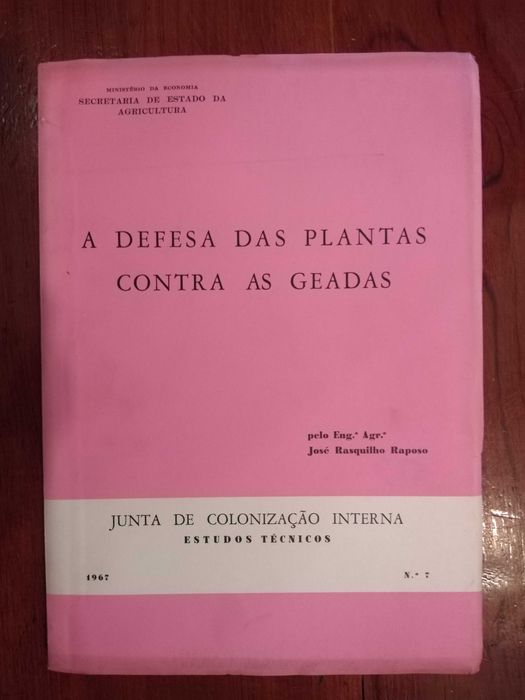 MINISTÉRIO DA ECONOMIA
SECRETARIA DE ESTADO DA
AGRICULTURA
A DEFESA DAS PLANTAS
CONTRA AS GEADAS
pelo Eng.º Agr.º
José Rasquilho Raposo
JUNTA DE COLONIZAÇÃO INTERNA
ESTUDOS TÉCNICOS
1967 N.º 7